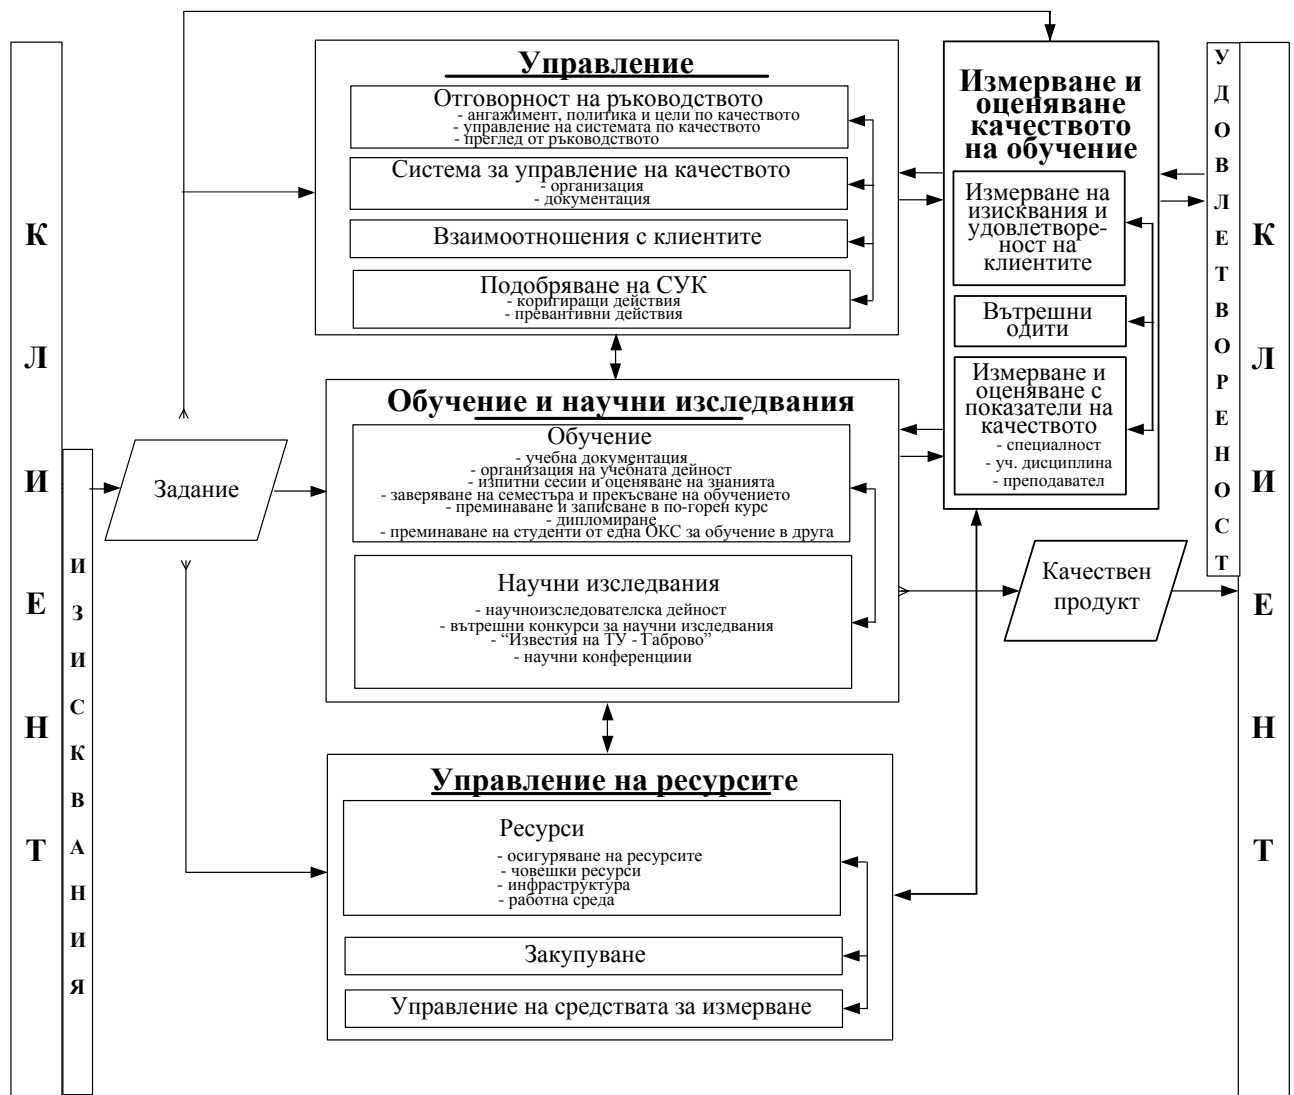 КЛИЕНТ
ИЗИСКВАНИЯ
Задание
Управление
Отговорност на ръководството
- ангажимент, политика и цели по качеството
- управление на системата по качеството
- преглед от ръководството
Система за управление на качеството
- организация
- документация
Взаимоотношения с клиентите
Подобряване на СУК
- коригиращи действия
- превантивни действия
Обучение и научни изследвания
Обучение
- учебна документация
- организация на учебната дейност
- изпитни сесии и оценяване на знанията
- заверяване на семестъра и прекъсване на обучението
- преминаване и записване в по-горен курс
- дипломиране
- преминаване на студенти от една ОКС за обучение в друга
Научни изследвания
- научноизследователска дейност
- вътрешни конкурси за научни изследвания
- “Известия на ТУ - Габрово”
- научни конференциии
Управление на ресурсите
Ресурси
- осигуряване на ресурсите
- човешки ресурси
- инфраструктура
- работна среда
Закупуване
Управление на средствата за измерване
Измерване и
оценяване
качеството
на обучение
Измерване на
изисквания и
удовлетворе-
ност на
клиентите
Вътрешни
одити
Измерване и
оценяване с
показатели на
качеството
- специалност
- уч. дисциплина
- преподавател
Качествен
продукт
УДОВЛЕТВОРЕНОСТ
КЛИЕНТ